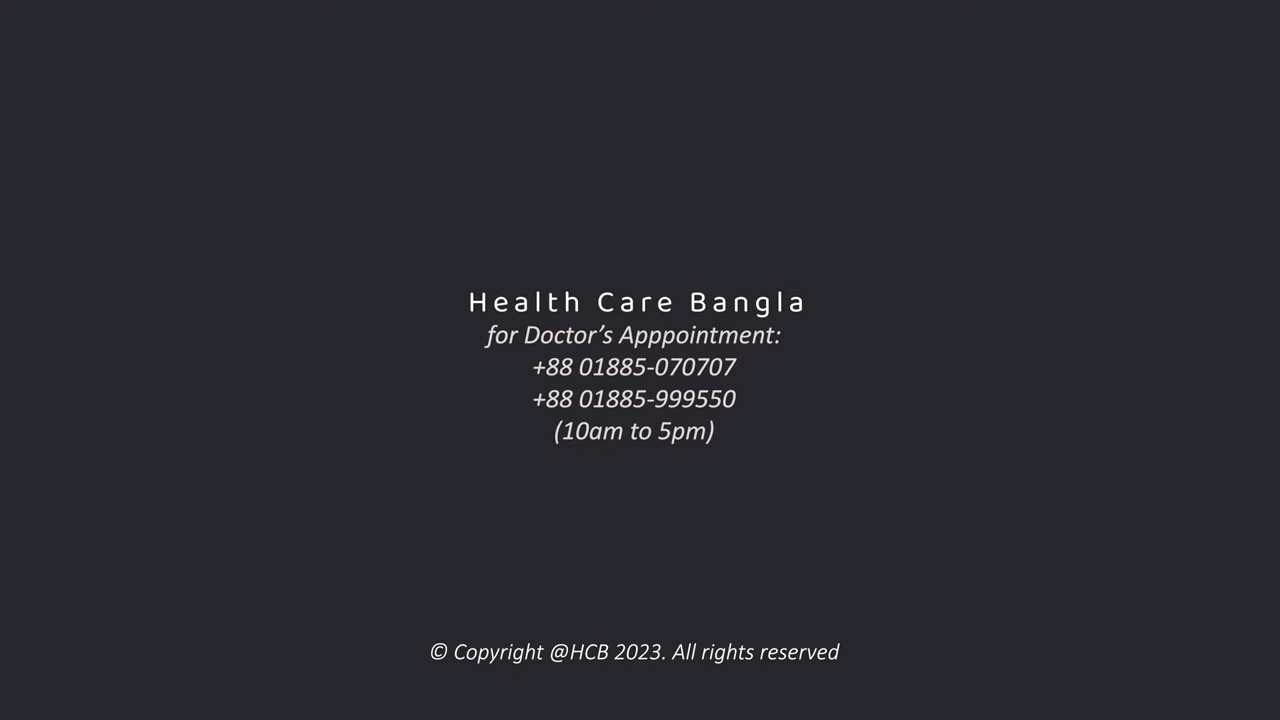 Health Care Bangla
for Doctor’s Apppointment:
+88 01885-070707
+88 01885-999550
(10am to 5pm)
© Copyright @HCB 2023. All rights reserved